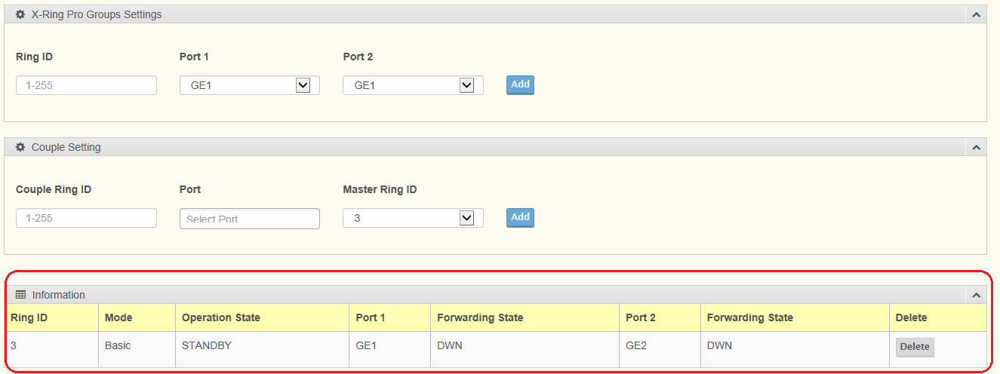 X-Ring Pro Groups Settings
Ring ID Port 1 Port 2
1-255 GE1 GE1 Add
Couple Setting
Couple Ring ID Port Master Ring ID
1-255 Select Port 3 Add
Information
Ring ID Mode Operation State Port 1 Forwarding State Port 2 Forwarding State Delete
3 Basic STANDBY GE1 DWN GE2 DWN Delete